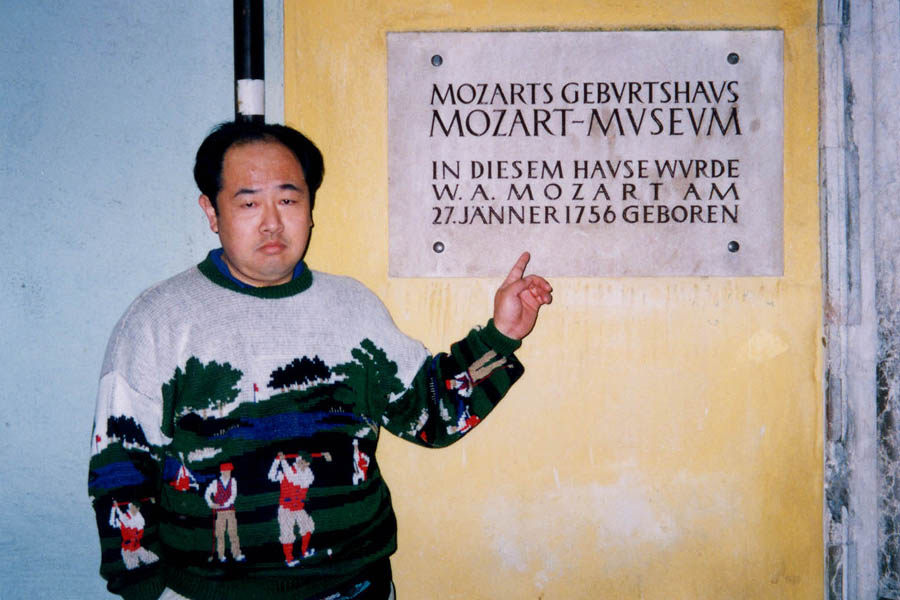 MOZARTS GEBVRTSHAVS
MOZART-MVSEVM
IN DIESEM HAVSE WVRDE
W. A. MOZART AM
27. JÄNNER 1756 GEBOREN